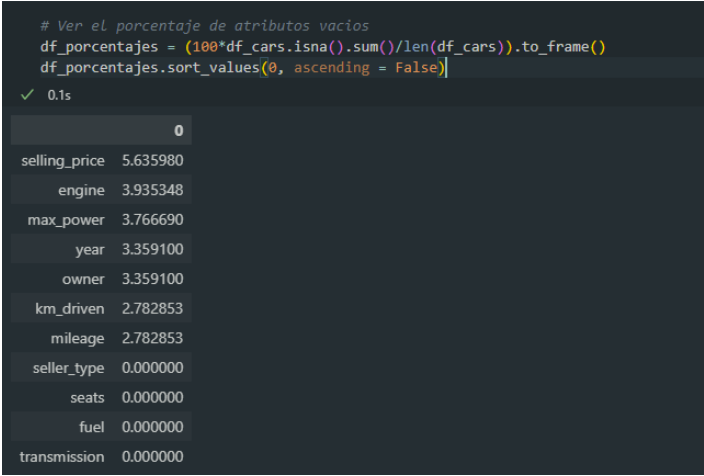 # Ver el porcentaje de atributos vacios
df_porcentajes = (100*df_cars.isna().sum()/len(df_cars)).to_frame()
df_porcentajes.sort_values(0, ascending = False)
✓ 0.1s
0
selling_price 5.635980
engine 3.935348
max_power 3.766690
year 3.359100
owner 3.359100
km_driven 2.782853
mileage 2.782853
seller_type 0.000000
seats 0.000000
fuel 0.000000
transmission 0.000000